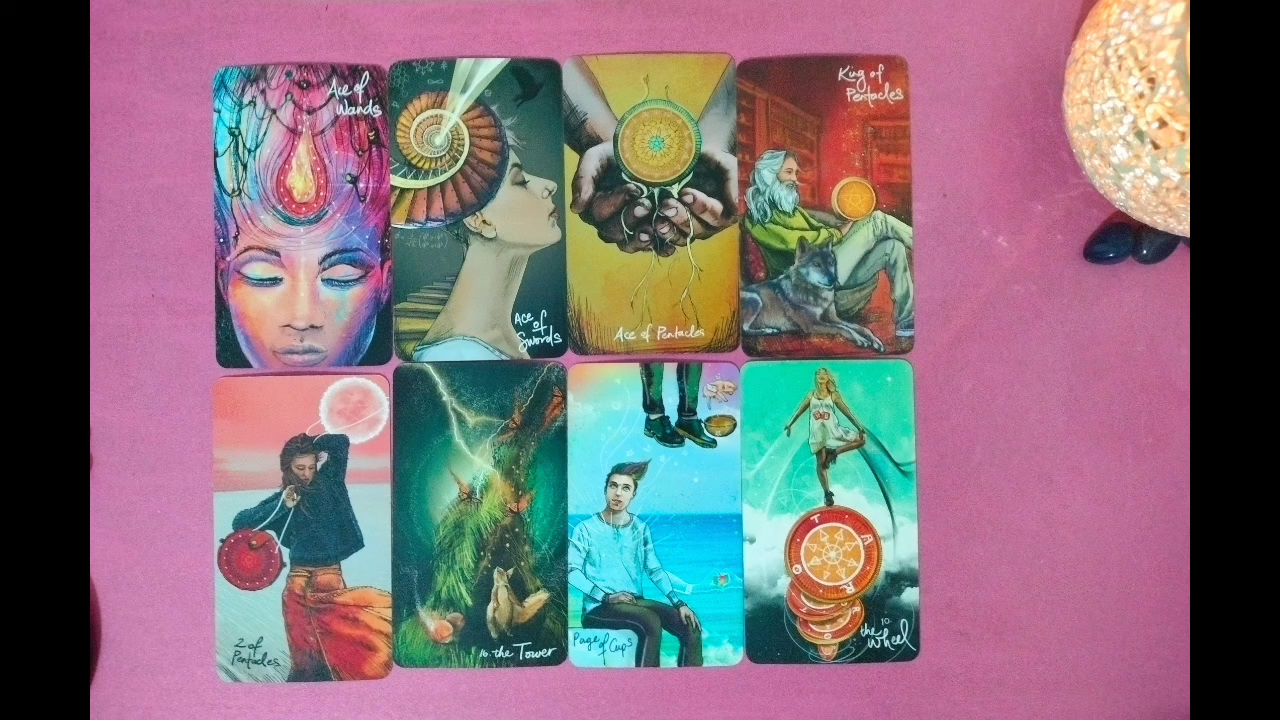 Ace of
Wands
Ace
of
Swords
Ace of Pentacles
King of
Pentacles
2 of
Pentacles
16. the Tower
Page of Cups
T
A
R
O
10.
the
Wheel